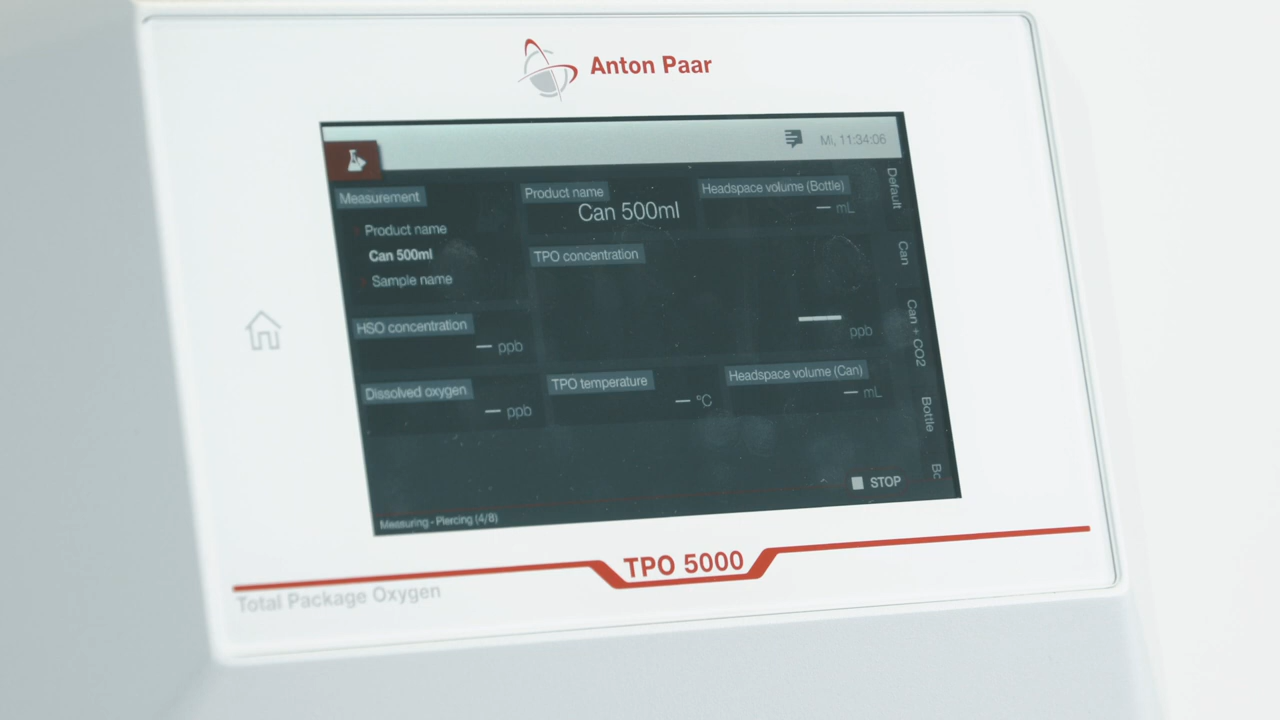 Anton Paar
Mi, 11:34:06
Measurement
Product name
Can 500ml
Sample name
HSO concentration
— ppb
Dissolved oxygen
— ppb
Product name
Can 500ml
TPO concentration
— ppb
TPO temperature
— °C
Headspace volume (Bottle)
— mL
Headspace volume (Can)
— mL
Default
Can
Can + CO2
Bottle
Bc
STOP
Measuring - Piercing (4/8)
TPO 5000
Total Package Oxygen